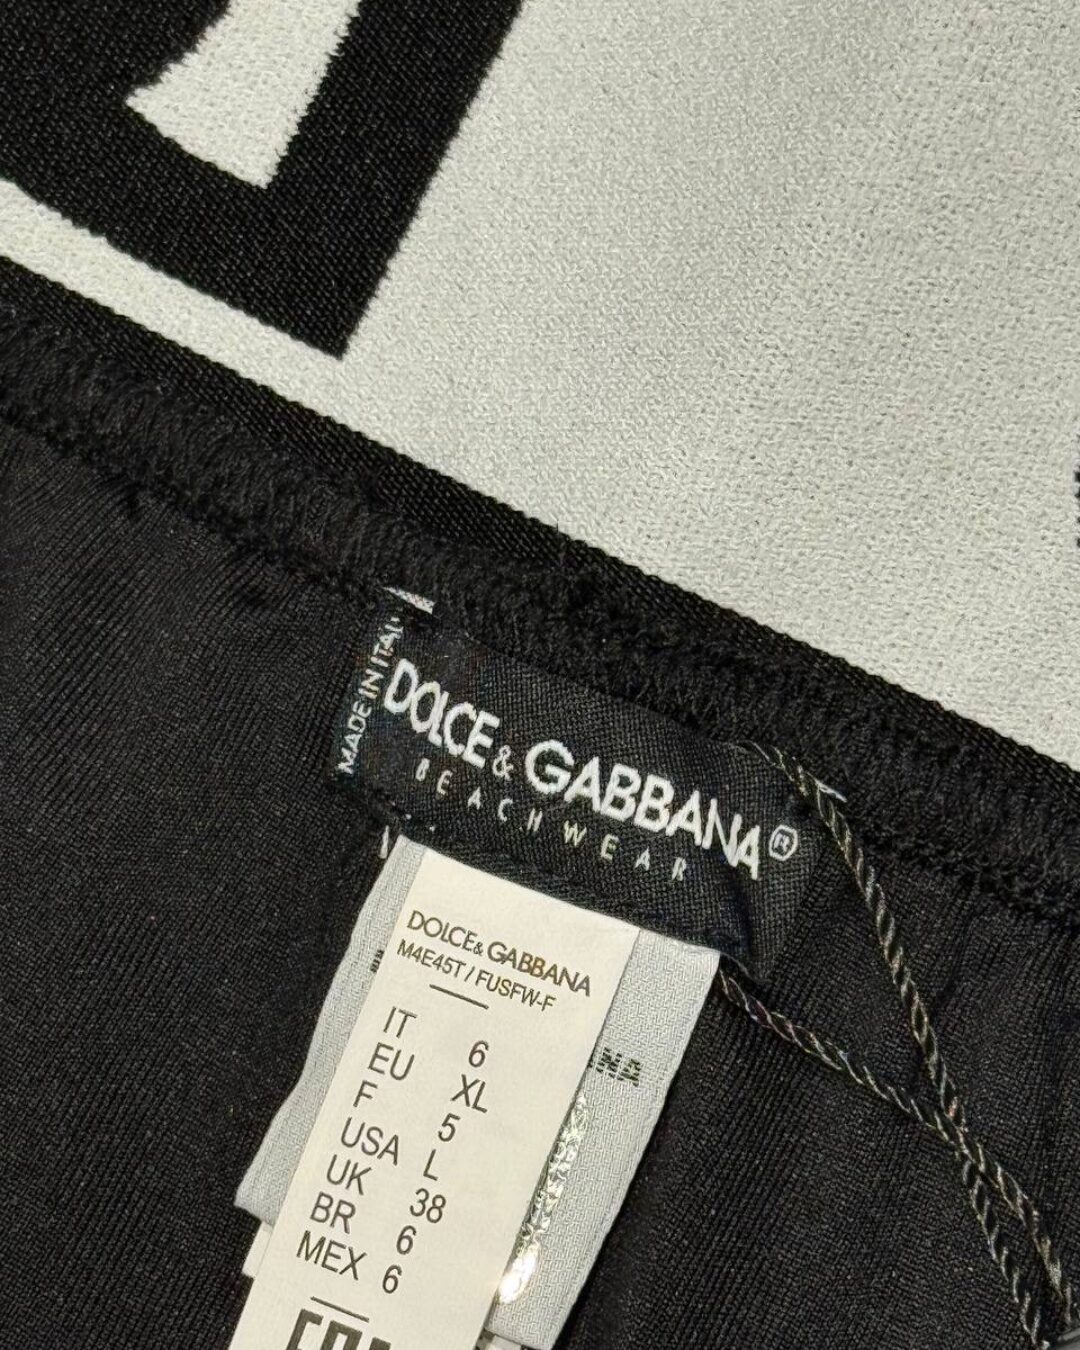 MADE IN ITALY
DOLCE & GABBANA®
BEACHWEAR
DOLCE & GABBANA
M4E45T / FUSFW-F
IT 6
EU XL
F 5
USA L
UK 38
BR 6
MEX 6